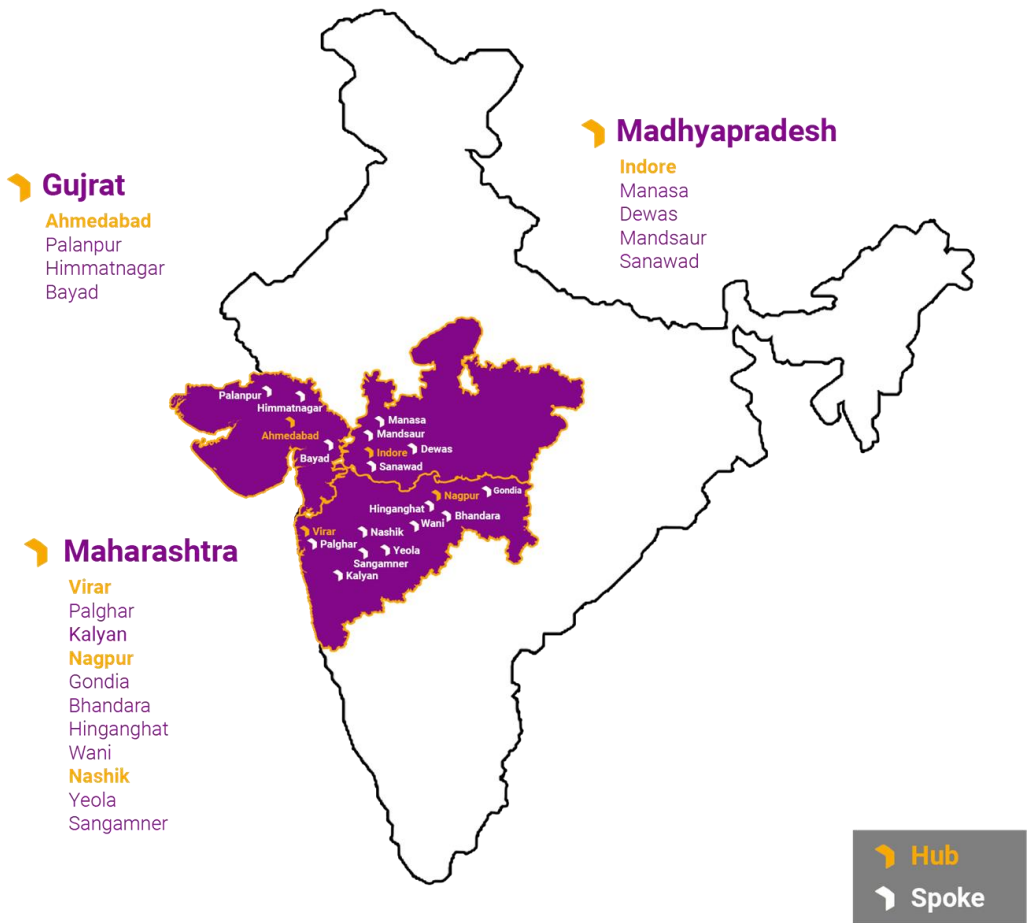 Madhyapradesh
Indore
Manasa
Dewas
Mandsaur
Sanawad
Gujrat
Ahmedabad
Palanpur
Himmatnagar
Bayad
Palanpur
Himmatnagar
Ahmedabad
Bayad
Manasa
Mandsaur
Indore
Dewas
Sanawad
Nagpur
Gondia
Hinganghat
Bhandara
Wani
Virar
Nashik
Palghar
Yeola
Sangamner
Kalyan
Maharashtra
Virar
Palghar
Kalyan
Nagpur
Gondia
Bhandara
Hinganghat
Wani
Nashik
Yeola
Sangamner
Hub
Spoke